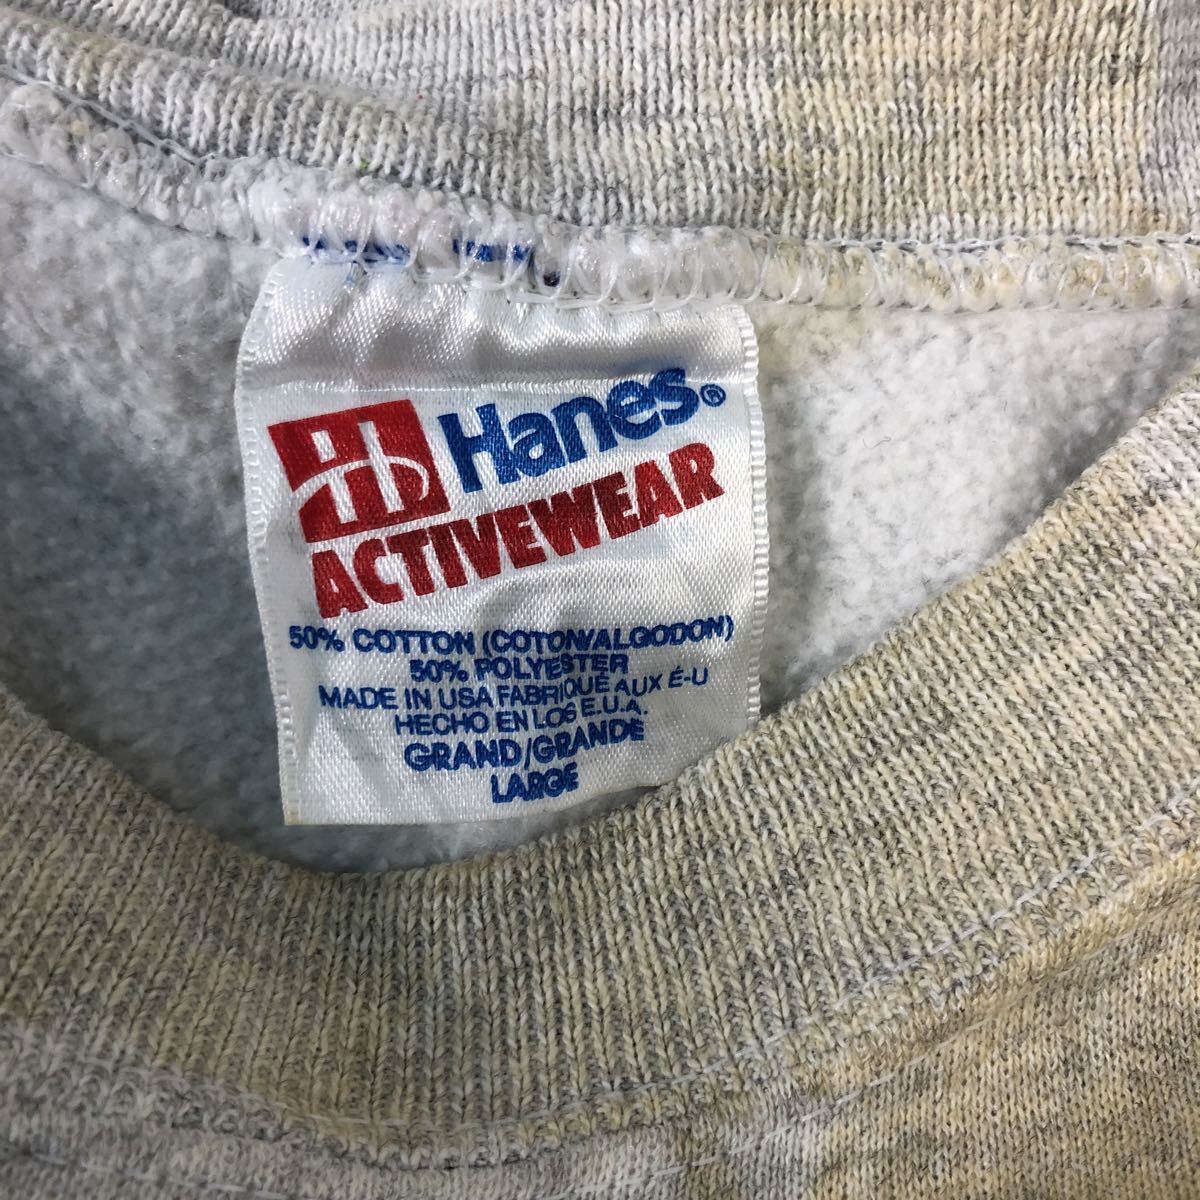 Hanes®
ACTIVEWEAR
50% COTTON (COTON/ALGODON)
50% POLYESTER
MADE IN USA FABRIQUÉ AUX É-U
HECHO EN LOS E.U.A.
GRAND/GRANDE
LARGE